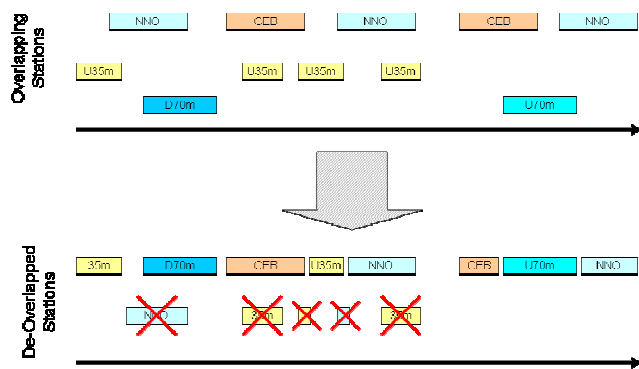 Overlapping
Stations
NNO CEB NNO CEB NNO
U35m U35m U35m U35m
D70m U70m
De-Overlapped
Stations
35m D70m CEB U35m NNO CEB U70m NNO
NNO 35m 35m